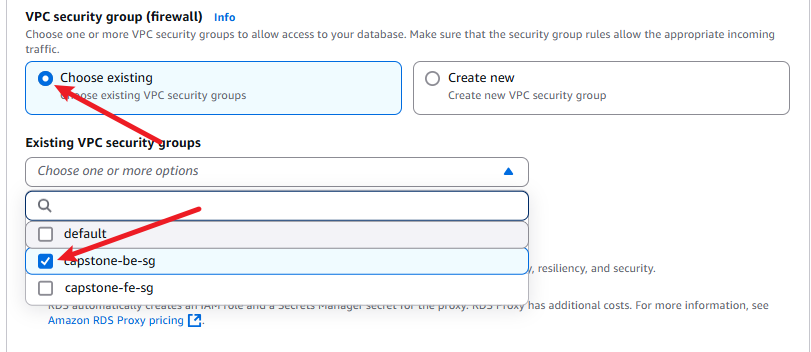 VPC security group (firewall) Info
Choose one or more VPC security groups to allow access to your database. Make sure that the security group rules allow the appropriate incoming
traffic.
Choose existing
Choose existing VPC security groups
Create new
Create new VPC security group
Existing VPC security groups
Choose one or more options
default
capstone-be-sg
capstone-fe-sg
, resiliency, and security.
RDS automatically creates an IAM role and a Secrets Manager secret for the proxy. RDS Proxy has additional costs. For more information, see
Amazon RDS Proxy pricing.